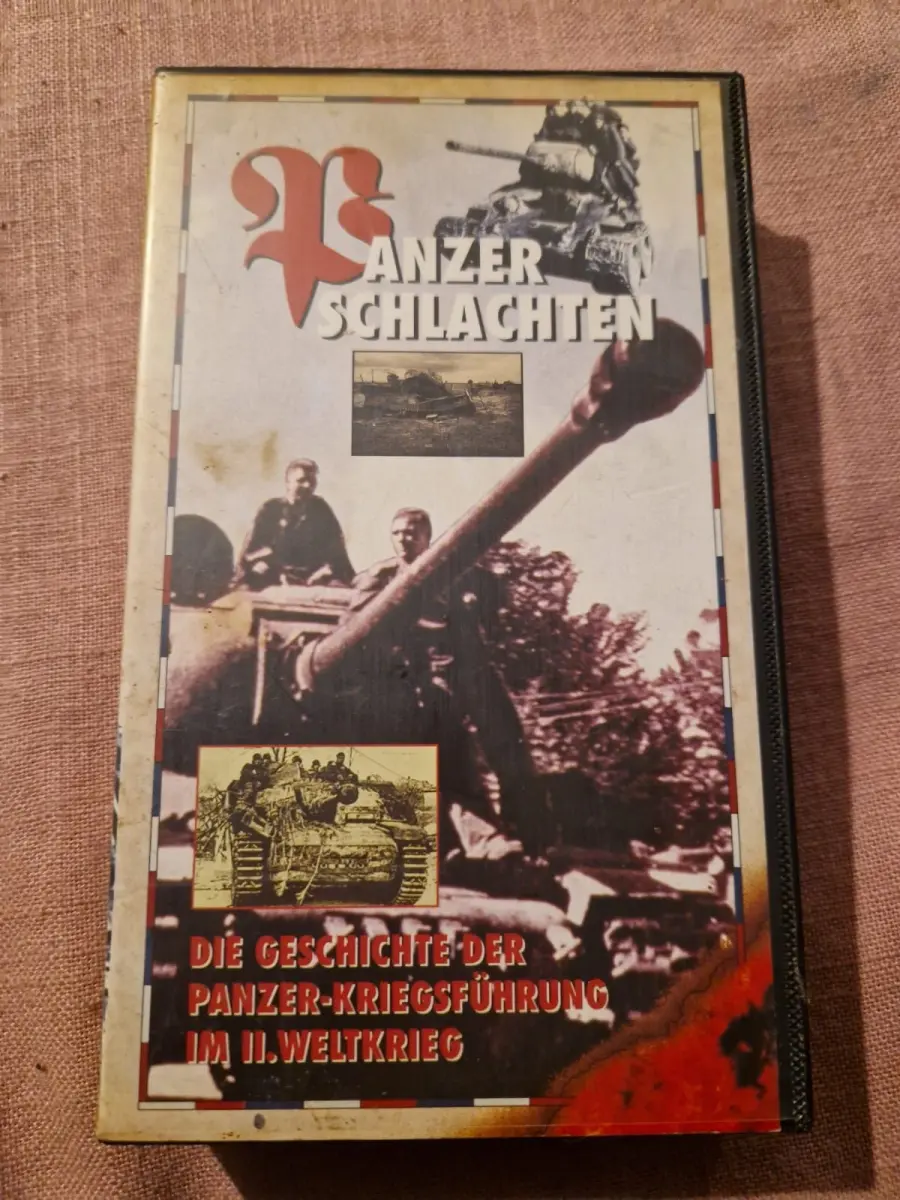 PANZER
SCHLACHTEN
DIE GESCHICHTE DER
PANZER-KRIEGSFÜHRUNG
IM II.WELTKRIEG